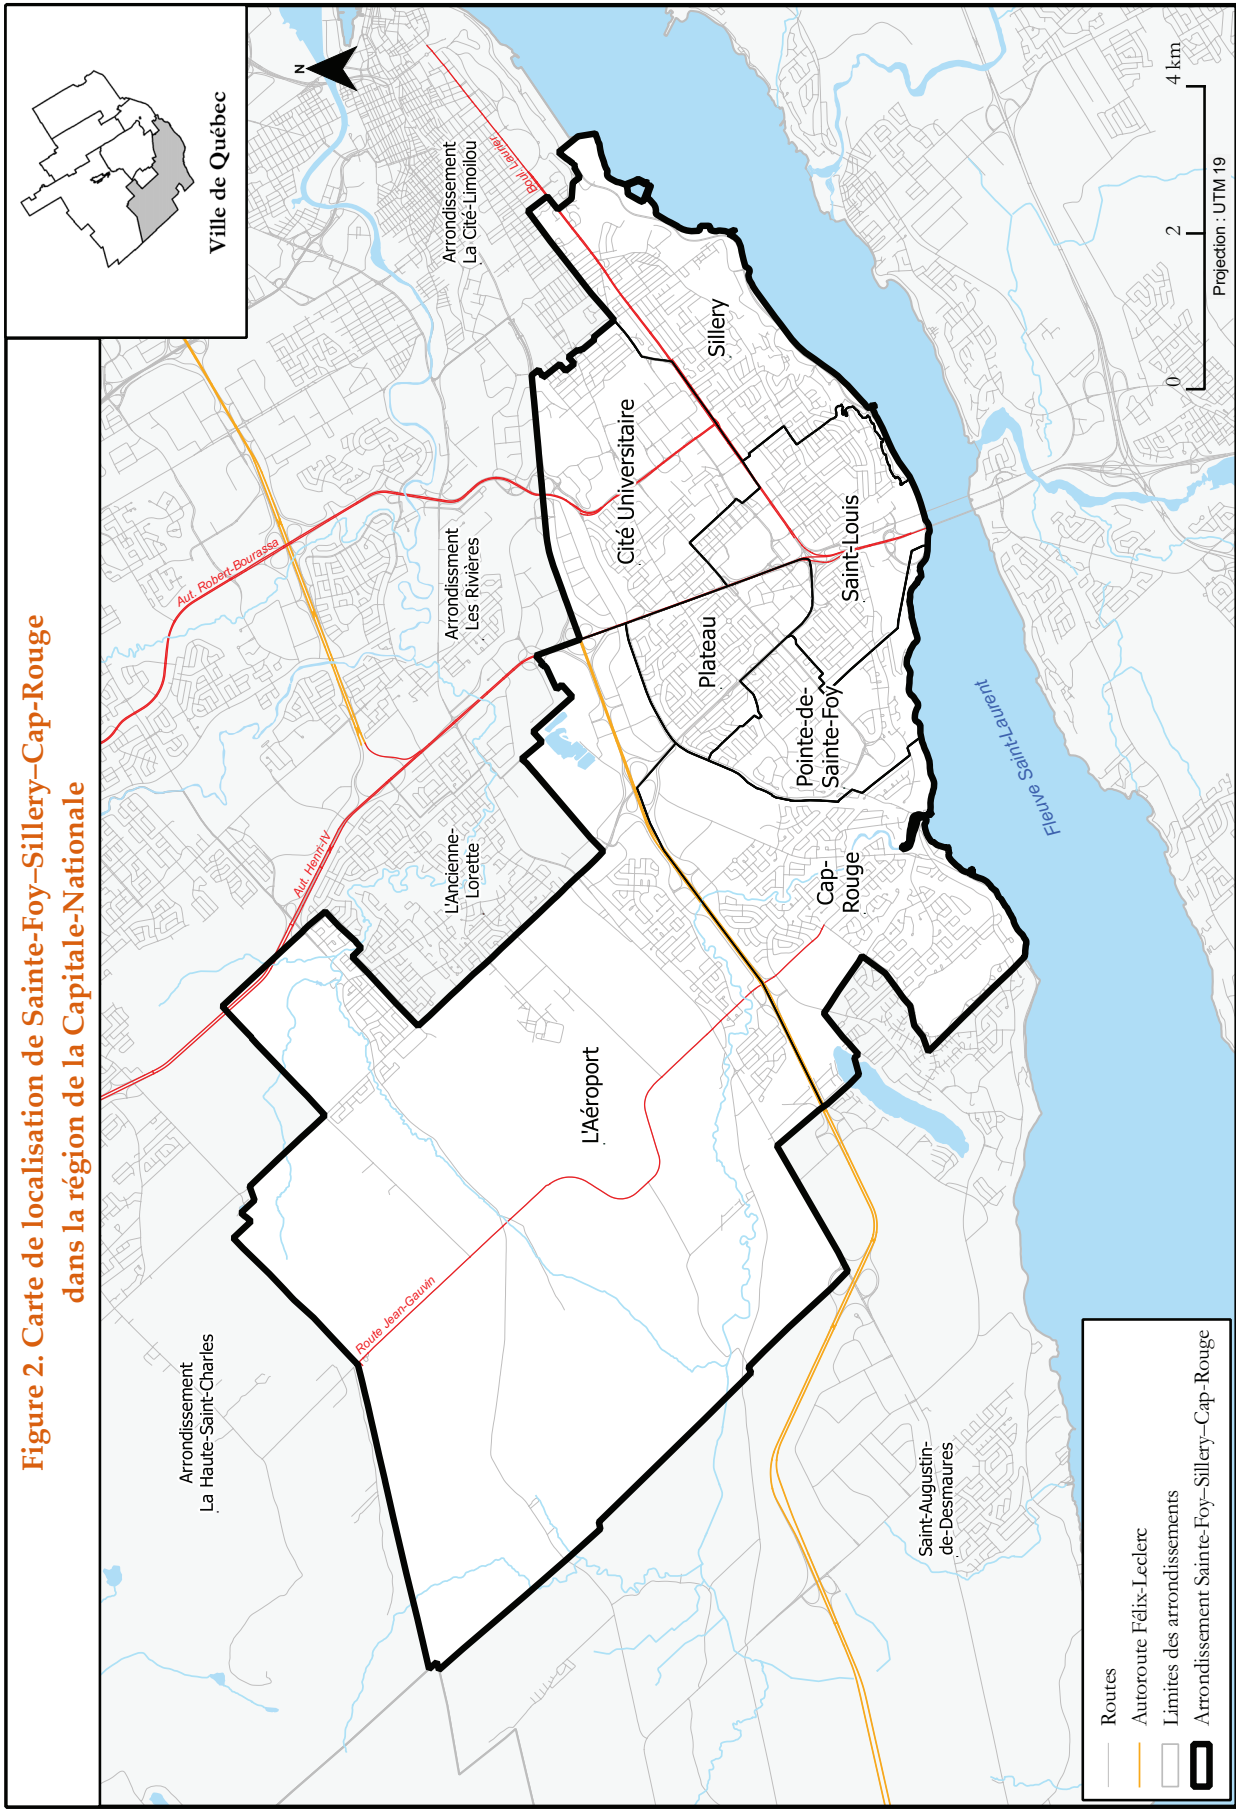 Figure 2. Carte de localisation de Sainte-Foy–Sillery–Cap-Rouge
dans la région de la Capitale-Nationale
Ville de Québec
N
Arrondissement
La Haute-Saint-Charles
Aut. Robert-Bourassa
Aut. Henri-IV
Route Jean-Gauvin
Boul Laurier
Arrondissement
La Cité-Limoilou
Arrondissment
Les Rivières
L'Ancienne-
Lorette
L'Aéroport
Cité Universitaire
Sillery
Plateau
Saint-Louis
Pointe-de-
Sainte-Foy
Cap-
Rouge
Saint-Augustin-
de-Desmaures
Fleuve Saint-Laurent
Routes
Autoroute Félix-Leclerc
Limites des arrondissements
Arrondissement Sainte-Foy–Sillery–Cap-Rouge
0 2 4 km
Projection : UTM 19